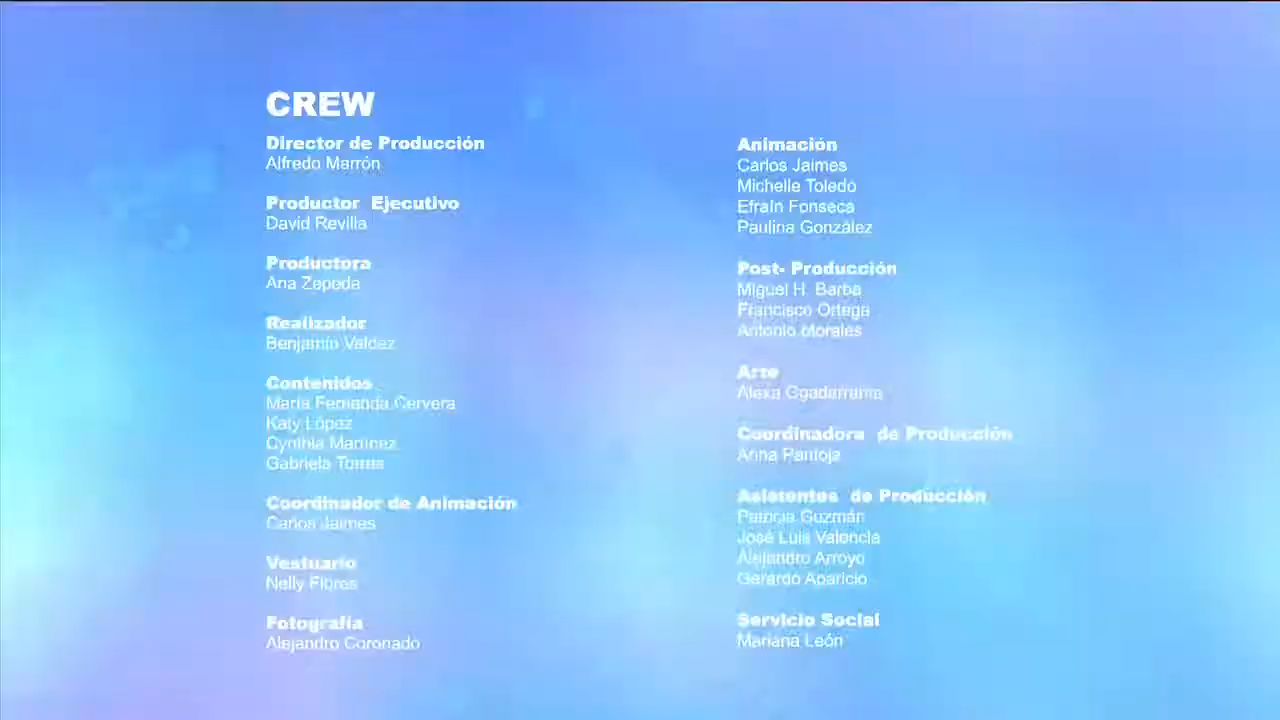 CREW
Director de Producción
Alfredo Marrón
Productor Ejecutivo
David Revilla
Productora
Ana Zepeda
Realizador
Benjamín Valdez
Contenidos
María Fernanda Cervera
Katy López
Cynthia Martínez
Gabriela Torres
Coordinador de Animación
Carlos Jaimes
Vestuario
Nelly Flores
Fotografía
Alejandro Coronado
Animación
Carlos Jaimes
Michelle Toledo
Efraín Fonseca
Paulina González
Post- Producción
Miguel H. Barba
Francisco Ortega
Antonio Morales
Arte
Alexa Ggadarrama
Coordinadora de Producción
Anna Pantoja
Asistentes de Producción
Patricia Guzmán
José Luis Valencia
Alejandro Arroyo
Gerardo Aparicio
Servicio Social
Mariana León